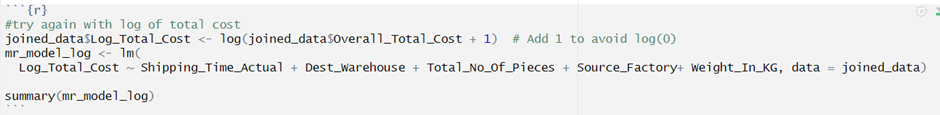 ```{r}
#try again with log of total cost
joined_data$Log_Total_Cost <- log(joined_data$Overall_Total_Cost + 1)  # Add 1 to avoid log(0)
mr_model_log <- lm(
  Log_Total_Cost ~ Shipping_Time_Actual + Dest_Warehouse + Total_No_Of_Pieces + Source_Factory+ Weight_In_KG, data = joined_data)
summary(mr_model_log)
```